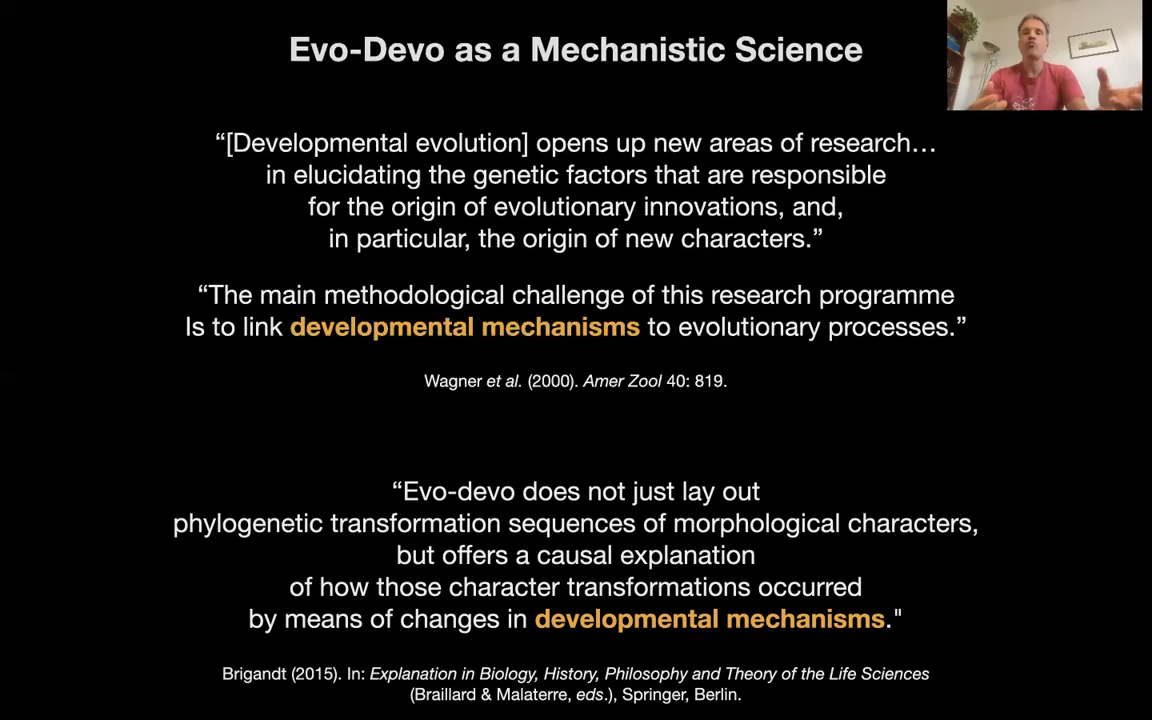 Evo-Devo as a Mechanistic Science
“[Developmental evolution] opens up new areas of research…
in elucidating the genetic factors that are responsible
for the origin of evolutionary innovations, and,
in particular, the origin of new characters.”
“The main methodological challenge of this research programme
Is to link developmental mechanisms to evolutionary processes.”
Wagner et al. (2000). Amer Zool 40: 819.
“Evo-devo does not just lay out
phylogenetic transformation sequences of morphological characters,
but offers a causal explanation
of how those character transformations occurred
by means of changes in developmental mechanisms."
Brigandt (2015). In: Explanation in Biology, History, Philosophy and Theory of the Life Sciences
(Braillard & Malaterre, eds.), Springer, Berlin.